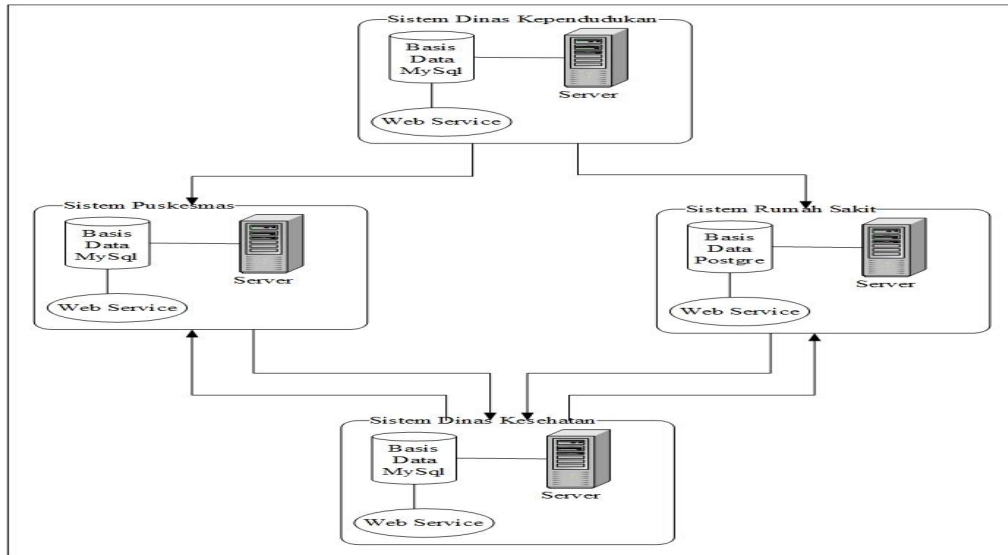 Sistem Dinas Kependudukan
Basis
Data
MySql
Server
Web Service
Sistem Puskesmas
Basis
Data
MySql
Server
Web Service
Sistem Rumah Sakit
Basis
Data
Postgre
Server
Web Service
Sistem Dinas Kesehatan
Basis
Data
MySql
Server
Web Service